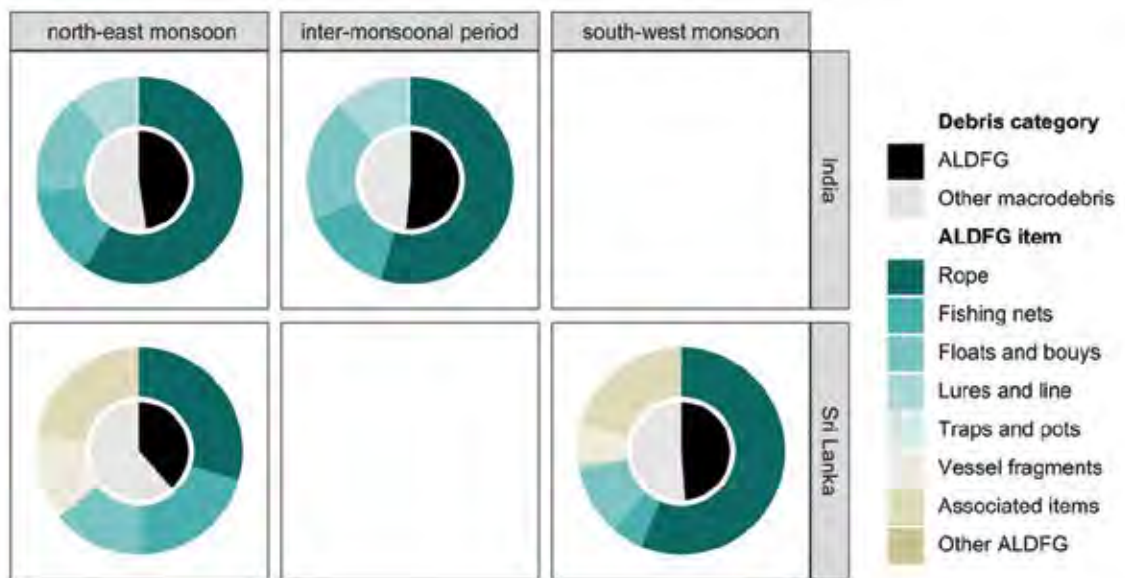 north-east monsoon
inter-monsoonal period
south-west monsoon
India
Sri Lanka
Debris category
ALDFG
Other macrodebris
ALDFG item
Rope
Fishing nets
Floats and bouys
Lures and line
Traps and pots
Vessel fragments
Associated items
Other ALDFG